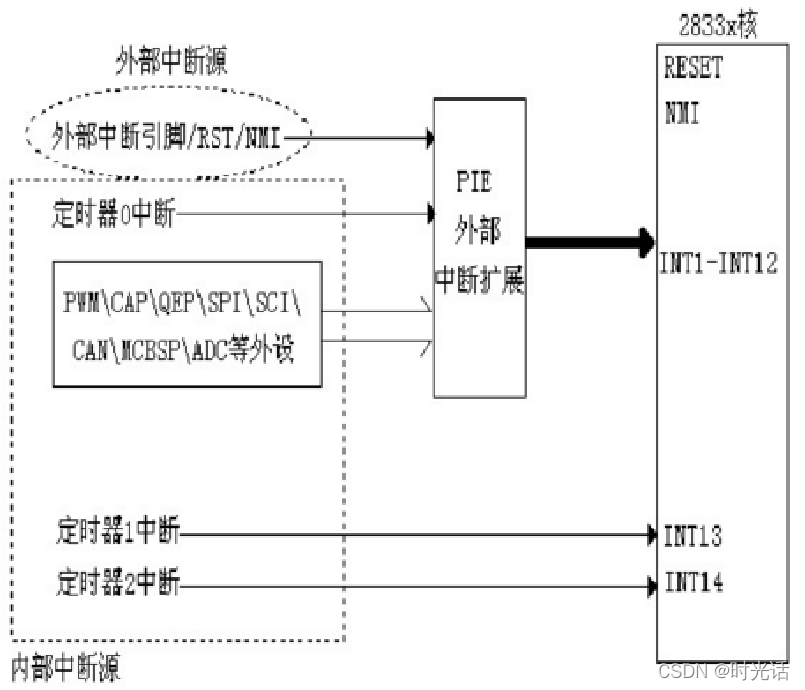 2833x核
外部中断源
RESET
NMI
外部中断引脚/RST/NMI
PIE
外部
中断扩展
定时器0中断
INT1-INT12
PWM\CAP\QEP\SPI\SCI\
CAN\MCBSP\ADC等外设
定时器1中断
INT13
定时器2中断
INT14
内部中断源
CSDN @时光话